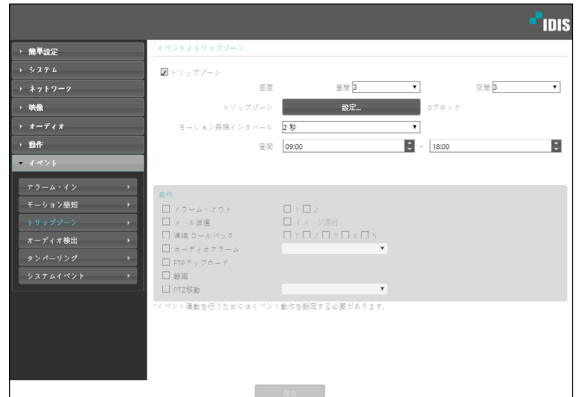 IDIS
簡単設定
システム
ネットワーク
映像
オーディオ
動作
イベント
アラーム・イン
モーション感知
トリップゾーン
オーディオ検出
タンパーリング
システムイベント
イベント / トリップゾーン
トリップゾーン
感度 昼間 3 夜間 3
トリップゾーン 設定... 0ブロック
モーション無視インタバール 2 秒
昼間 09:00 ~ 18:00
動作
アラーム・アウト 1 2
メール送信 イメージ添付
遠隔 コールバック 1 2 3 4 5
オーディオアラーム
FTPアップロード
録画
PTZ移動
*イベント連動を行うためにはイベント動作を設定する必要があります.
保存